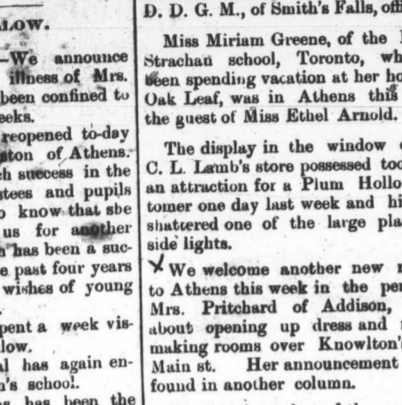 LOW.
—We announce
illness of Mrs.
been confined to
eeks.
reopened to-day
ston of Athens.
ch success in the
stees and pupils
o know that she
us for another
has been a suc-
e past four years
wishes of young
pent a week vis-
low.
al has again en-
n's school.
as has been the
D. D. G. M., of Smith's Falls, offi
Miss Miriam Greene, of the
Strachan school, Toronto, wh
been spending vacation at her ho
Oak Leaf, was in Athens this
the guest of Miss Ethel Arnold.
The display in the window
C. L. Lamb's store possessed too
an attraction for a Plum Hollo
tomer one day last week and hi
shattered one of the large pla
side lights.
We welcome another new
to Athens this week in the per
Mrs. Pritchard of Addison,
about opening up dress and
making rooms over Knowlton'
Main st. Her announcement
found in another column.